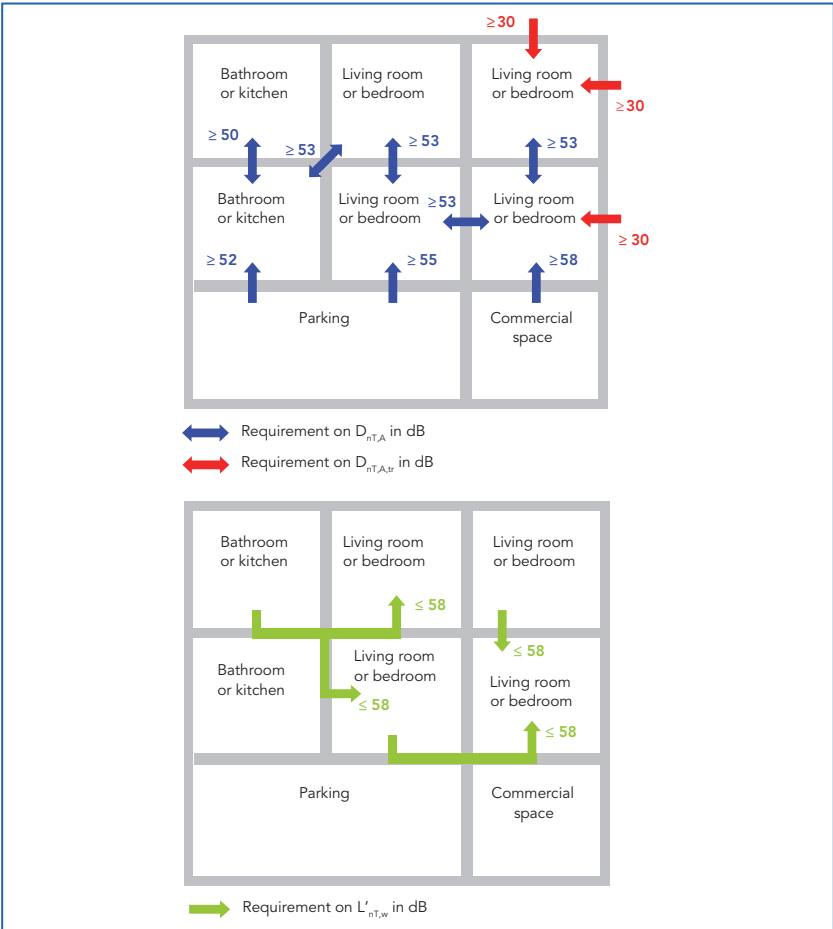 ≥30
Bathroom
or kitchen
Living room
or bedroom
Living room
or bedroom
≥30
≥ 50
≥ 53
≥ 53
≥ 53
Bathroom
or kitchen
Living room
or bedroom
≥53
Living room
or bedroom
≥ 30
≥ 52
≥ 55
≥ 58
Parking
Commercial
space
Requirement on DnT,A in dB
Requirement on DnT,A,tr in dB
Bathroom
or kitchen
Living room
or bedroom
Living room
or bedroom
≤ 58
≤ 58
Bathroom
or kitchen
Living room
or bedroom
≤ 58
Living room
or bedroom
≤ 58
Parking
Commercial
space
Requirement on L'nT,w in dB